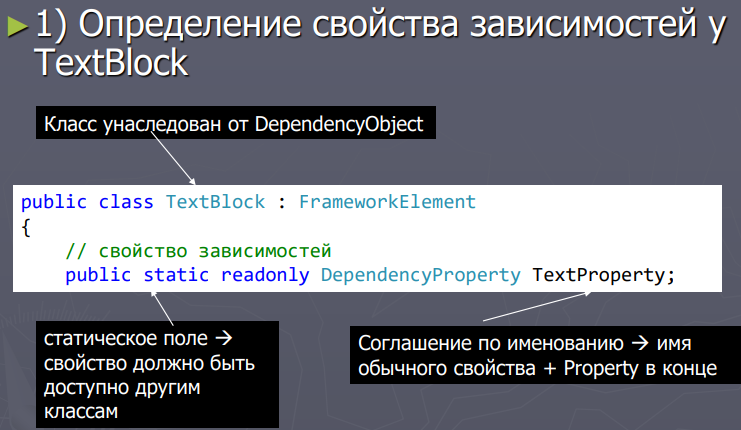 1) Определение свойства зависимостей у
TextBlock
Класс унаследован от DependencyObject
public class TextBlock : FrameworkElement
{
// свойство зависимостей
public static readonly DependencyProperty TextProperty;
статическое поле →
свойство должно быть
доступно другим
классам
Соглашение по именованию → имя
обычного свойства + Property в конце